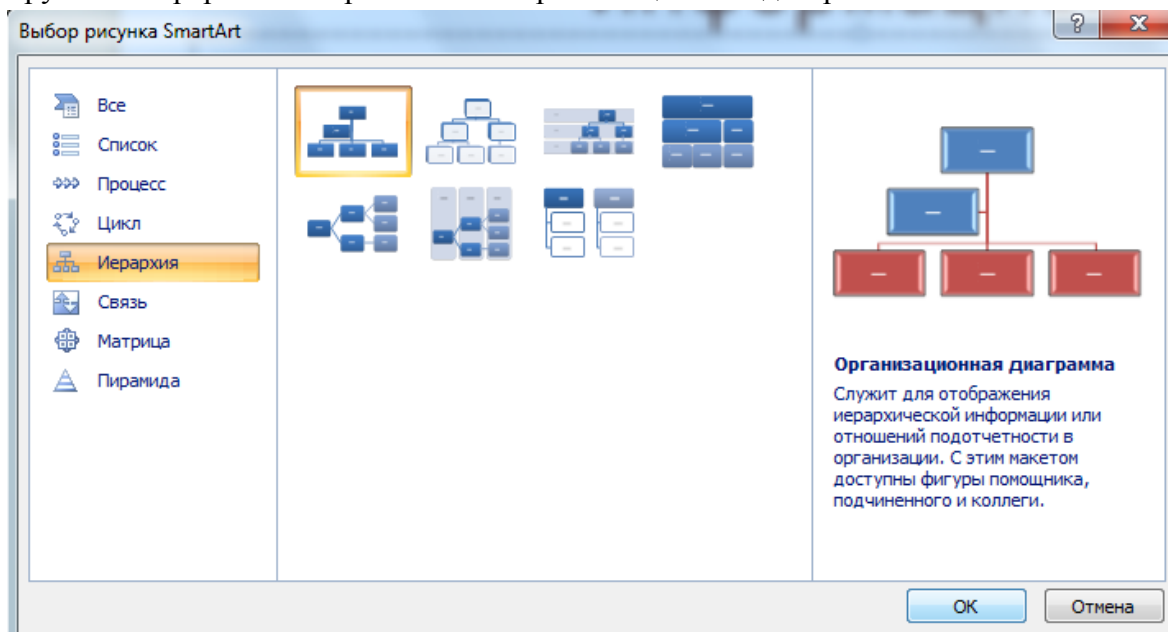 Выбор рисунка SmartArt
Все
Список
Процесс
Цикл
Иерархия
Связь
Матрица
Пирамида
Организационная диаграмма
Служит для отображения
иерархической информации или
отношений подотчетности в
организации. С этим макетом
доступны фигуры помощника,
подчиненного и коллеги.
ОК
Отмена